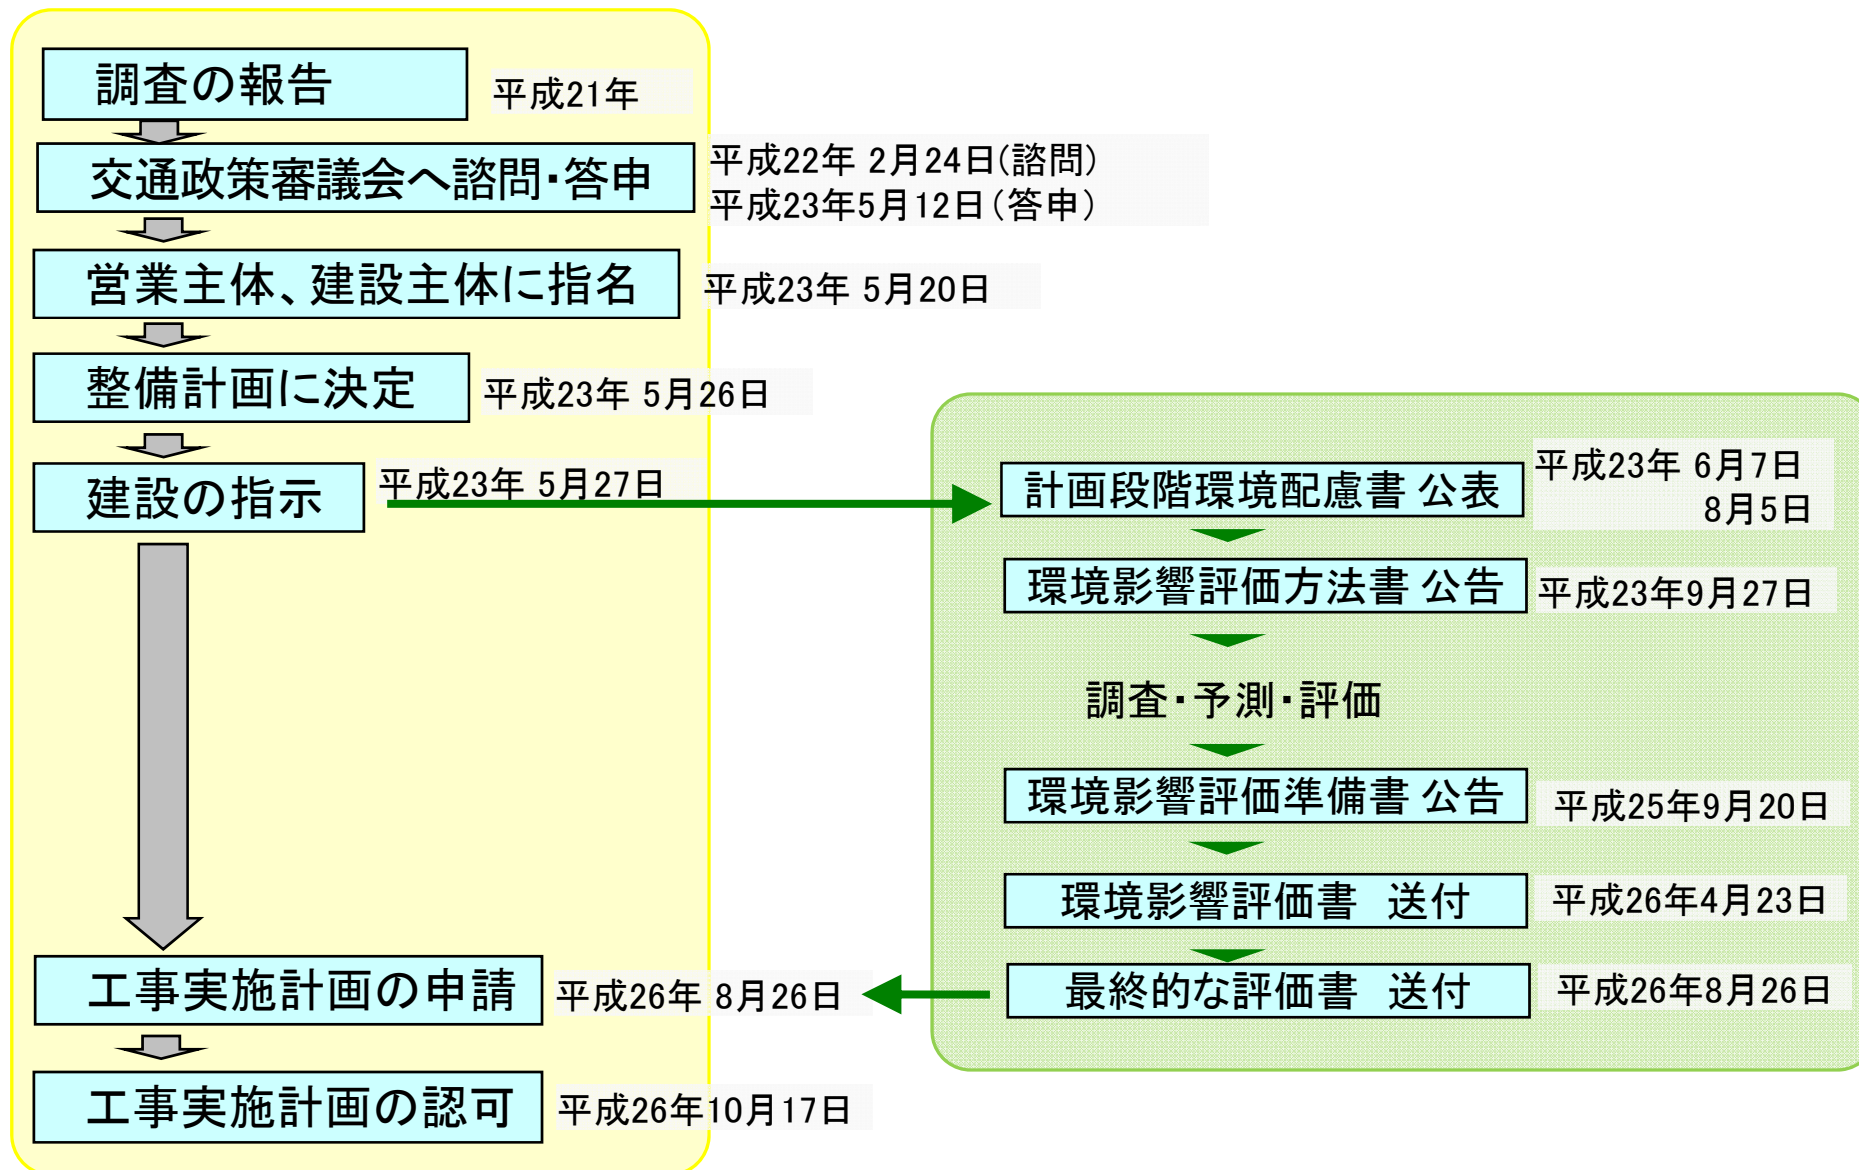 調査の報告
平成21年
交通政策審議会へ諮問・答申
平成22年 2月24日(諮問)
平成23年5月12日(答申)
営業主体、建設主体に指名
平成23年 5月20日
整備計画に決定
平成23年 5月26日
建設の指示
平成23年 5月27日
工事実施計画の申請
平成26年 8月26日
工事実施計画の認可
平成26年10月17日
計画段階環境配慮書 公表
平成23年 6月7日
8月5日
環境影響評価方法書 公告
平成23年9月27日
調査・予測・評価
環境影響評価準備書 公告
平成25年9月20日
環境影響評価書 送付
平成26年4月23日
最終的な評価書 送付
平成26年8月26日